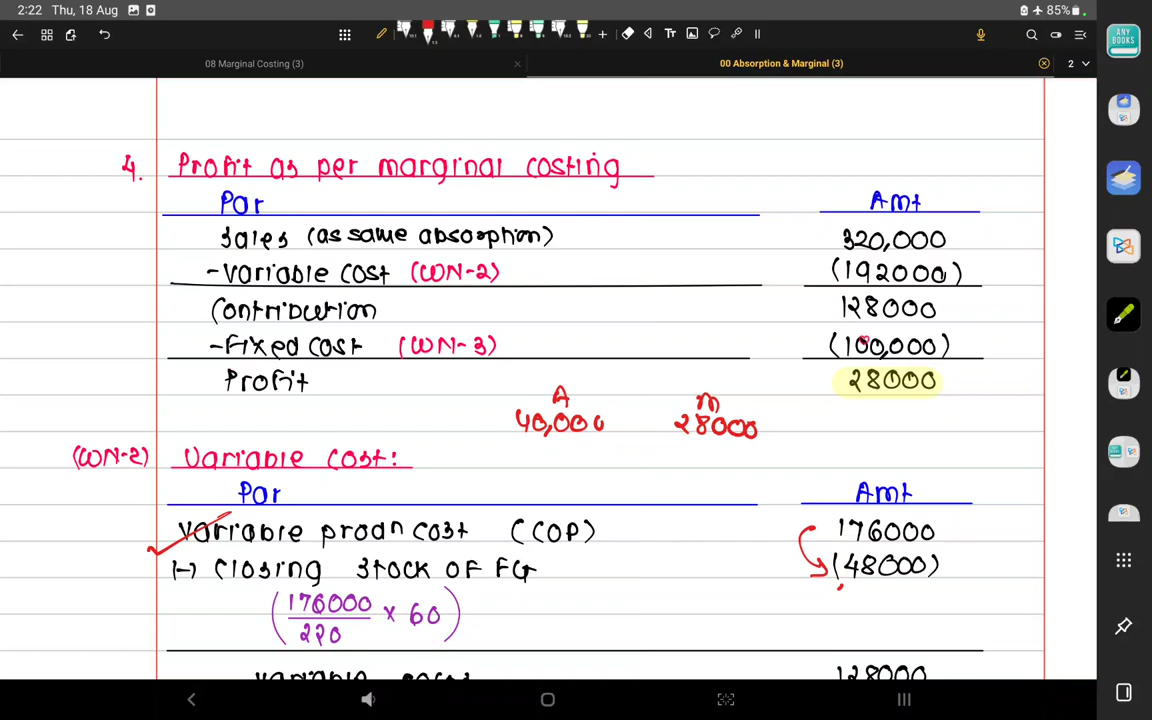 2:22 Thu, 18 Aug
85%
08 Marginal Costing (3)
00 Absorption & Marginal (3)
2
ANY BOOKS
4. Profit as per marginal costing
Par Amt
Sales (as same absorption) 320,000
-Variable cost (WN-2) (192000)
Contribution 128000
-Fixed cost (WN-3) (100,000)
Profit 28000
A M
40,000 28000
(WN-2) Variable cost:
Par Amt
Variable prodn cost (COP) 176000
(-) Closing stock of FG (48000)
(176000
220 × 60)
128000